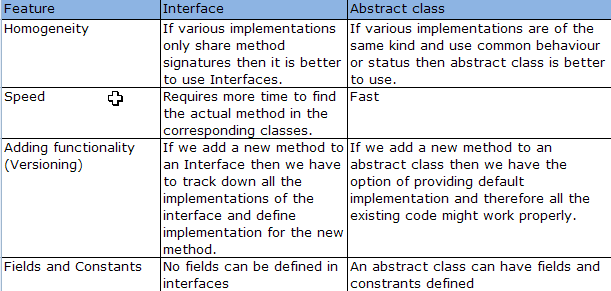 Feature Interface Abstract class
Homogeneity
If various implementations
only share method
signatures then it is better
to use Interfaces.
If various implementations are of the
same kind and use common behaviour
or status then abstract class is better
to use.
Speed
Requires more time to find
the actual method in the
corresponding classes.
Fast
Adding functionality
(Versioning)
If we add a new method to
an Interface then we have
to track down all the
implementations of the
interface and define
implementation for the new
method.
If we add a new method to an
abstract class then we have the
option of providing default
implementation and therefore all the
existing code might work properly.
Fields and Constants
No fields can be defined in
interfaces
An abstract class can have fields and
constrants defined